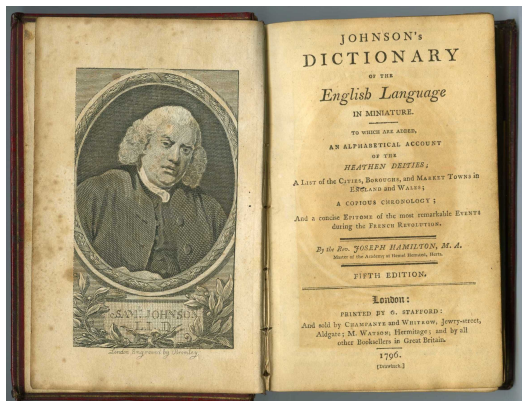 SAML. JOHNSON
L.L.D.
London, Engraved by
JOHNSON's
DICTIONARY
OF THE
English Language
IN MINIATURE.
TO WHICH ARE ADDED,
AN ALPHABETICAL ACCOUNT
OF THE
HEATHEN DEITIES;
A LIST of the CITIES, BOROUGHS, and MARKET TOWNS in
ENGLAND and WALES;
A COPIOUS CHRONOLOGY;
And a concise EPITOME of the most remarkable EVENTS
during the FRENCH REVOLUTION.
By the Rev. JOSEPH HAMILTON, M. A.
Master of the Academy at Hemel Hempsted, Herts.
FIFTH EDITION.
London:
PRINTED BY G. STAFFORD:
And sold by CHAMPANTE and WHITROW, Jewry-street,
Aldgate; M. WATSON; Hermitage; and by all
other Booksellers in Great Britain.
1796.